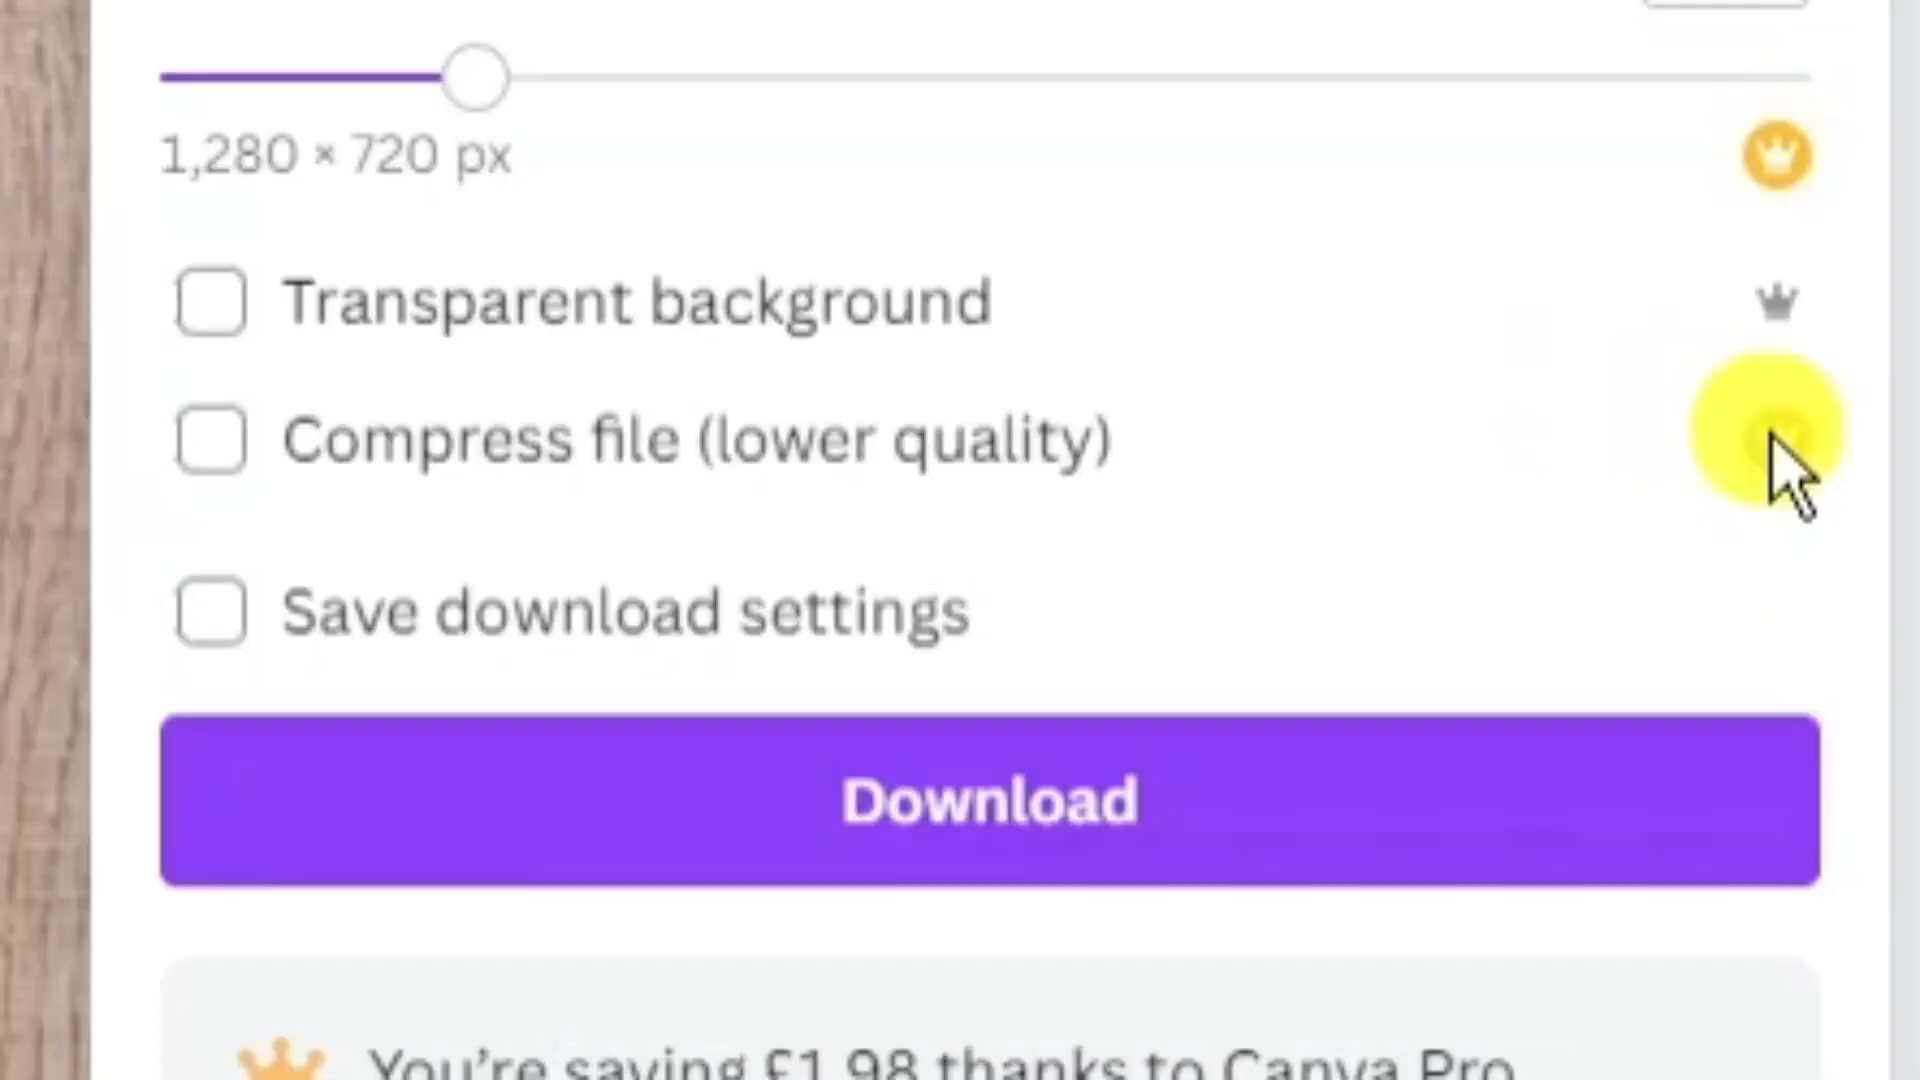 1,280 × 720 px
Transparent background
Compress file (lower quality)
Save download settings
Download
You're saving £1.98 thanks to Canva Pro